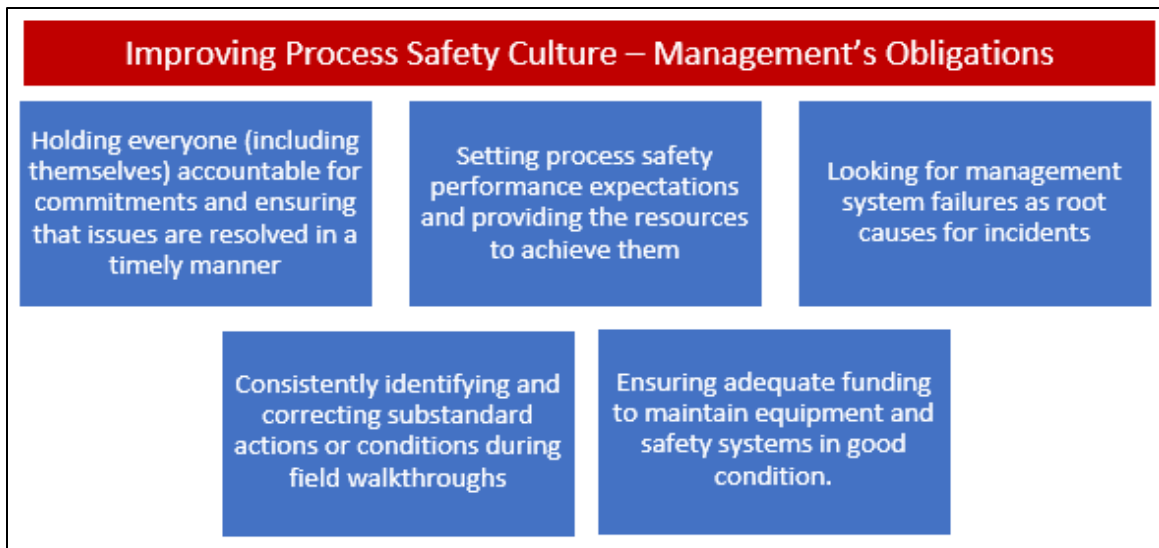 Improving Process Safety Culture – Management's Obligations
Holding everyone (including
themselves) accountable for
commitments and ensuring
that issues are resolved in a
timely manner
Setting process safety
performance expectations
and providing the resources
to achieve them
Looking for management
system failures as root
causes for incidents
Consistently identifying and
correcting substandard
actions or conditions during
field walkthroughs
Ensuring adequate funding
to maintain equipment and
safety systems in good
condition.